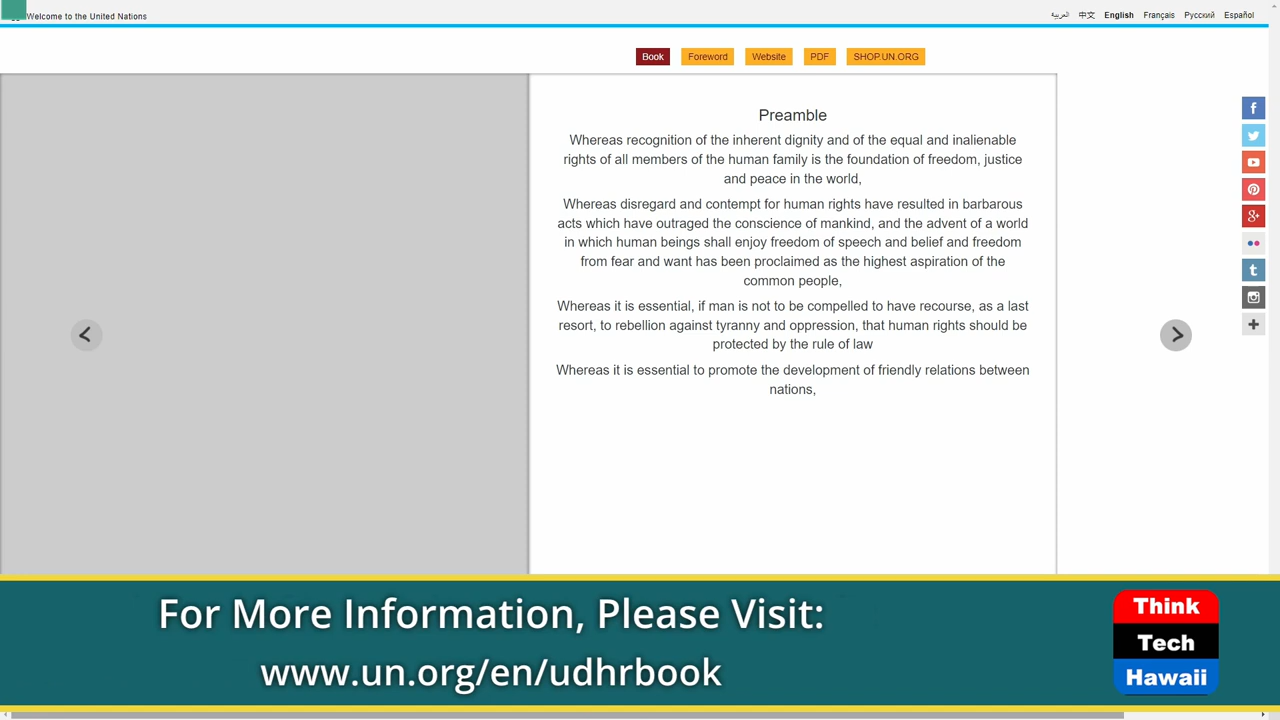 Welcome to the United Nations
العربية 中文 English Français Русский Español
Book Foreword Website PDF SHOP.UN.ORG
Preamble
Whereas recognition of the inherent dignity and of the equal and inalienable
rights of all members of the human family is the foundation of freedom, justice
and peace in the world,
Whereas disregard and contempt for human rights have resulted in barbarous
acts which have outraged the conscience of mankind, and the advent of a world
in which human beings shall enjoy freedom of speech and belief and freedom
from fear and want has been proclaimed as the highest aspiration of the
common people,
Whereas it is essential, if man is not to be compelled to have recourse, as a last
resort, to rebellion against tyranny and oppression, that human rights should be
protected by the rule of law
Whereas it is essential to promote the development of friendly relations between
nations,
For More Information, Please Visit:
www.un.org/en/udhrbook
Think
Tech
Hawaii